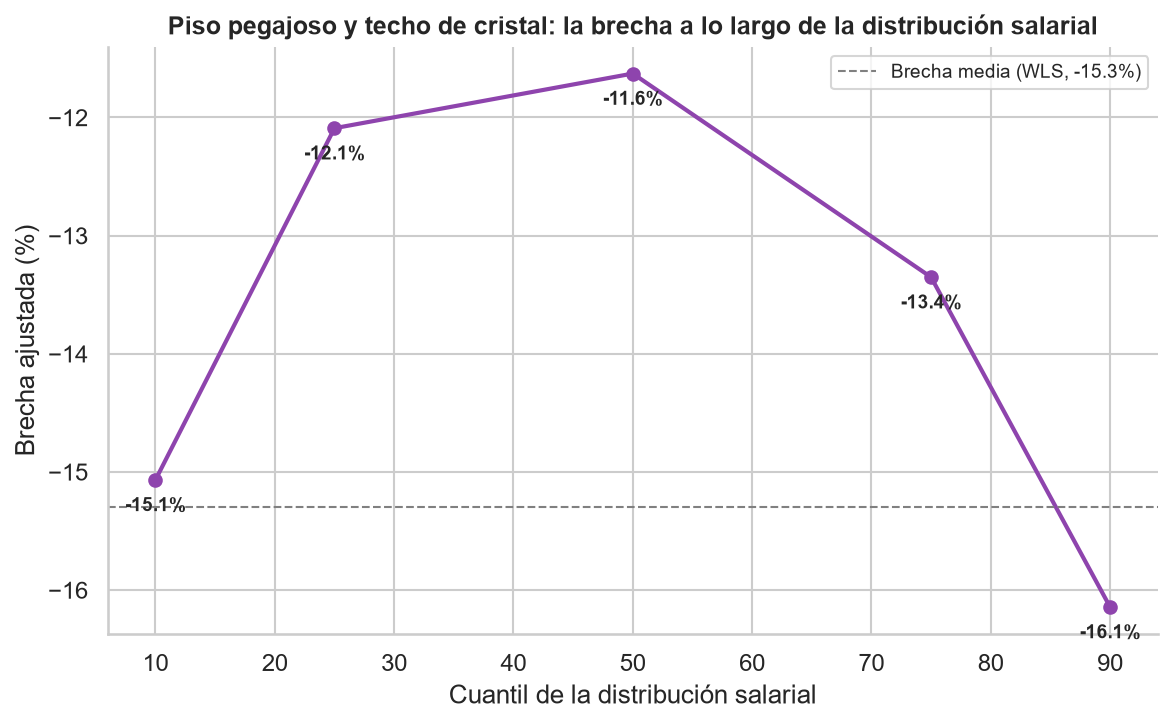 Piso pegajoso y techo de cristal: la brecha a lo largo de la distribución salarial
Brecha media (WLS, -15.3%)
Brecha ajustada (%)
−12
−13
−14
−15
−16
-15.1%
-12.1%
-11.6%
-13.4%
-16.1%
10 20 30 40 50 60 70 80 90
Cuantil de la distribución salarial